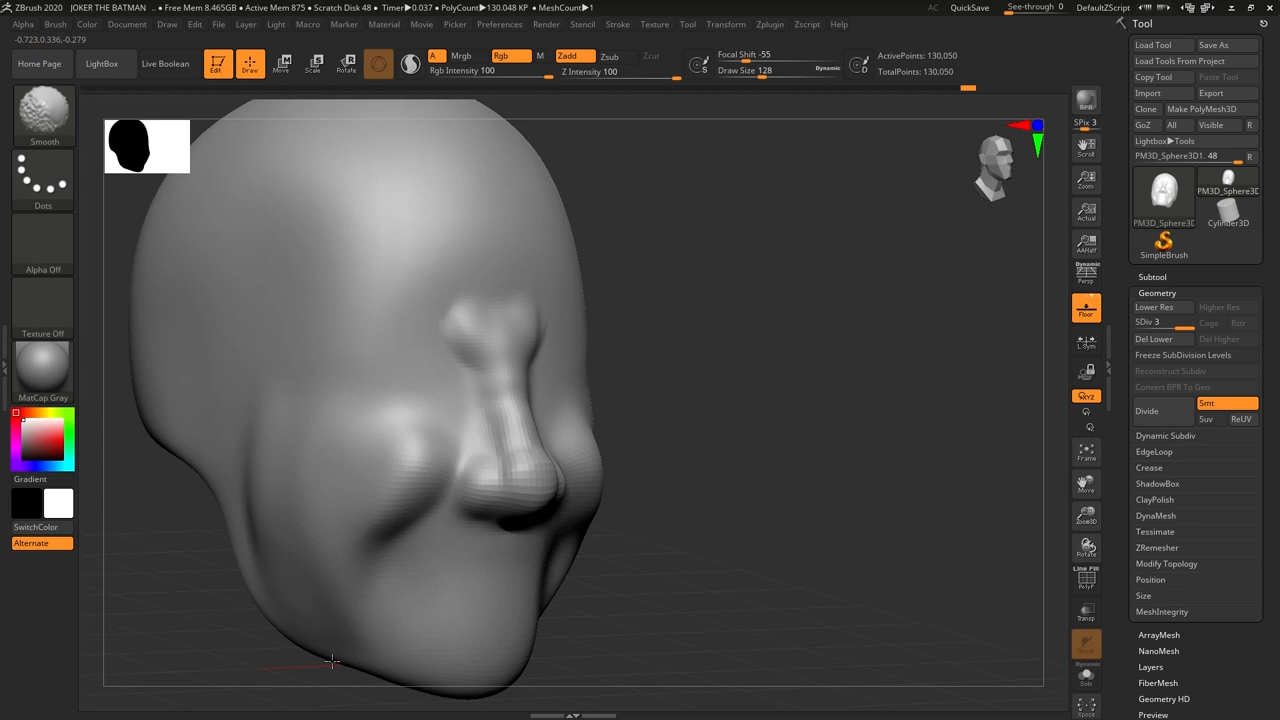 ZBrush 2020 JOKER THE BATMAN .. • Free Mem 8.465GB • Active Mem 875 • Scratch Disk 48 • Timer▶0.037 • PolyCount▶130.048 KP • MeshCount▶1 AC QuickSave See-through 0 DefaultZScript
Alpha Brush Color Document Draw Edit File Layer Light Macro Marker Material Movie Picker Preferences Render Stencil Stroke Texture Tool Transform Zplugin Zscript Help
-0.723,0.336,-0.279
Home Page LightBox Live Boolean Edit Draw Move Scale Rotate
A Mrgb Rgb M Zadd Zsub Zcut
Rgb Intensity 100 Z Intensity 100
Focal Shift -55
Draw Size 128 Dynamic
S D
ActivePoints: 130,050
TotalPoints: 130,050
Smooth
Dots
Alpha Off
Texture Off
MatCap Gray
Gradient
SwitchColor
Alternate
BPR
SPix 3
Scroll
Zoom
Actual
AAHalf
Dynamic
Persp
Floor
L.Sym
XYZ
Frame
Move
Zoom3D
Rotate
Line Fill
PolyF
Transp
Ghost
Dynamic
Solo
Xpose
Tool
Load Tool Save As
Load Tools From Project
Copy Tool Paste Tool
Import Export
Clone Make PolyMesh3D
GoZ All Visible R
Lightbox▶Tools
PM3D_Sphere3D1. 48 R
PM3D_Sphere3D
PM3D_Sphere3D Cylinder3D
SimpleBrush
Subtool
Geometry
Lower Res Higher Res
SDiv 3 Cage Rstr
Del Lower Del Higher
Freeze SubDivision Levels
Reconstruct Subdiv
Convert BPR To Geo
Divide Smt
Suv ReUV
Dynamic Subdiv
EdgeLoop
Crease
ShadowBox
ClayPolish
DynaMesh
Tessimate
ZRemesher
Modify Topology
Position
Size
MeshIntegrity
ArrayMesh
NanoMesh
Layers
FiberMesh
Geometry HD
Preview